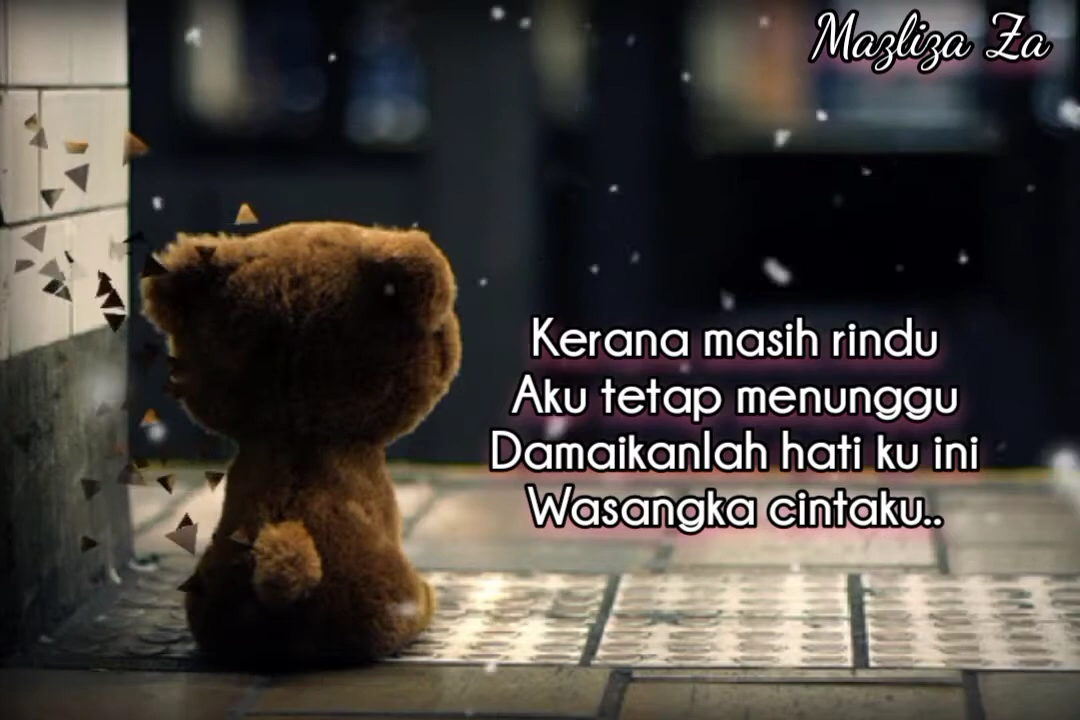 Mazliza Za
Kerana masih rindu
Aku tetap menunggu
Damaikanlah hati ku ini
Wasangka cintaku..